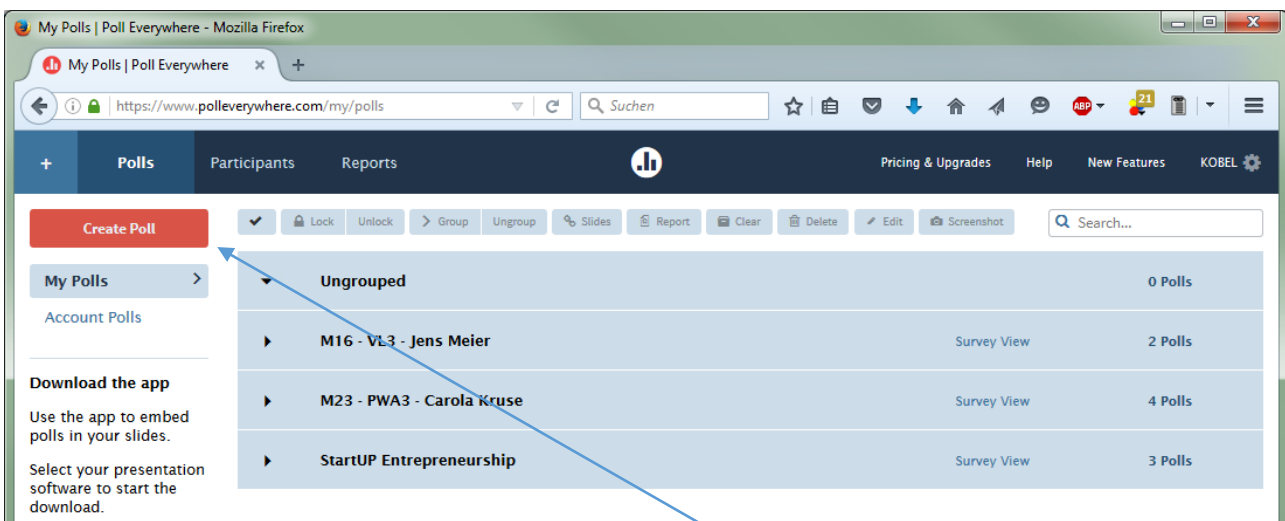 My Polls | Poll Everywhere - Mozilla Firefox
My Polls | Poll Everywhere
https://www.polleverywhere.com/my/polls
Suchen
ABP
21
+ Polls Participants Reports Pricing & Upgrades Help New Features KOBEL
Create Poll
Lock Unlock Group Ungroup Slides Report Clear Delete Edit Screenshot Search...
My Polls
Account Polls
Ungrouped 0 Polls
M16 - VL3 - Jens Meier Survey View 2 Polls
M23 - PWA3 - Carola Kruse Survey View 4 Polls
StartUP Entrepreneurship Survey View 3 Polls
Download the app
Use the app to embed
polls in your slides.
Select your presentation
software to start the
download.